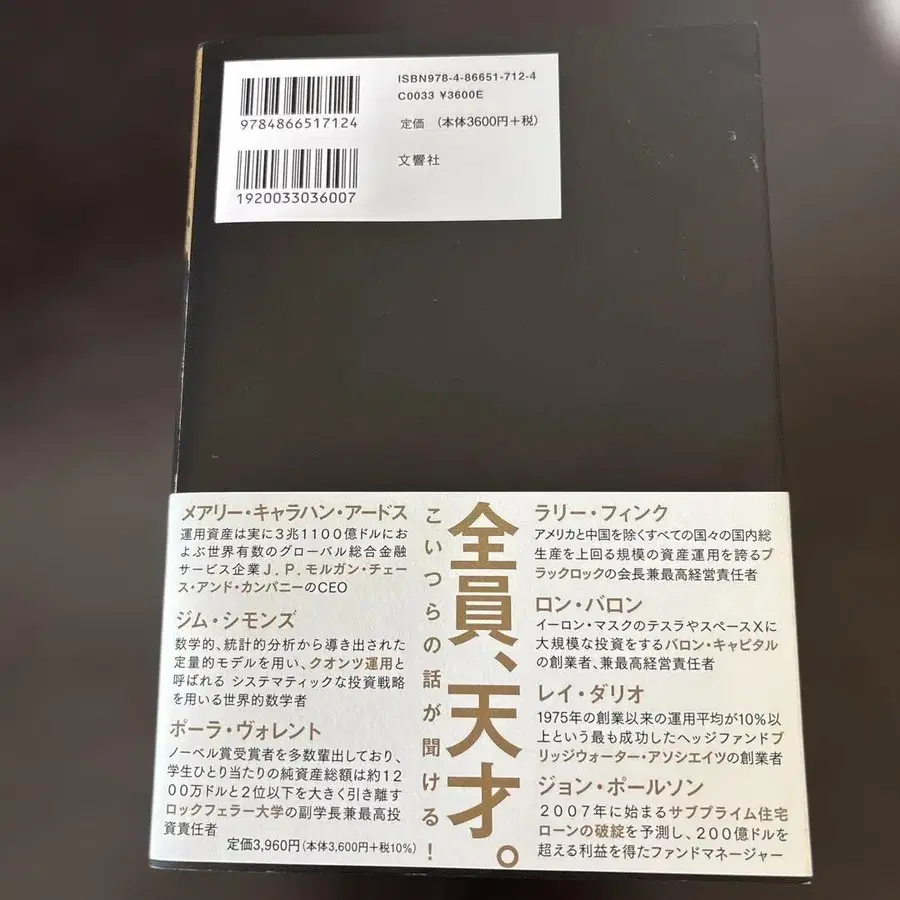 ISBN978-4-86651-712-4
C0033 ¥3600E
定価 (本体3600円+税)
文響社
9784866517124
1920033036007
全員、天才。
こいつらの話が聞ける!
ラリー・フィンク
アメリカと中国を除くすべての国々の国内総
生産を上回る規模の資産運用を誇るブ
ラックロックの会長兼最高経営責任者
ロン・バロン
イーロン・マスクのテスラやスペースXに
大規模な投資をするバロン・キャピタル
の創業者、兼最高経営責任者
レイ・ダリオ
1975年の創業以来の運用平均が10%以
上という最も成功したヘッジファンドブ
リッジウォーター・アソシエイツの創業者
ジョン・ポールソン
2007年に始まるサブプライム住宅
ローンの破綻を予測し、200億ドルを
超える利益を得たファンドマネージャー
メアリー・キャラハン・アードス
運用資産は実に3兆1100億ドルにお
よぶ世界有数のグローバル総合金融
サービス企業J.P.モルガン・チェー
ス・アンド・カンパニーのCEO
ジム・シモンズ
数学的、統計的分析から導き出された
定量的モデルを用い、クオンツ運用と
呼ばれる システマティックな投資戦略
を用いる世界的数学者
ポーラ・ヴォレント
ノーベル賞受賞者を多数輩出しており、
学生ひとり当たりの純資産総額は約12
00万ドルと2位以下を大きく引き離す
ロックフェラー大学の副学長兼最高投
資責任者
定価3,960円(本体3,600円+税10%)